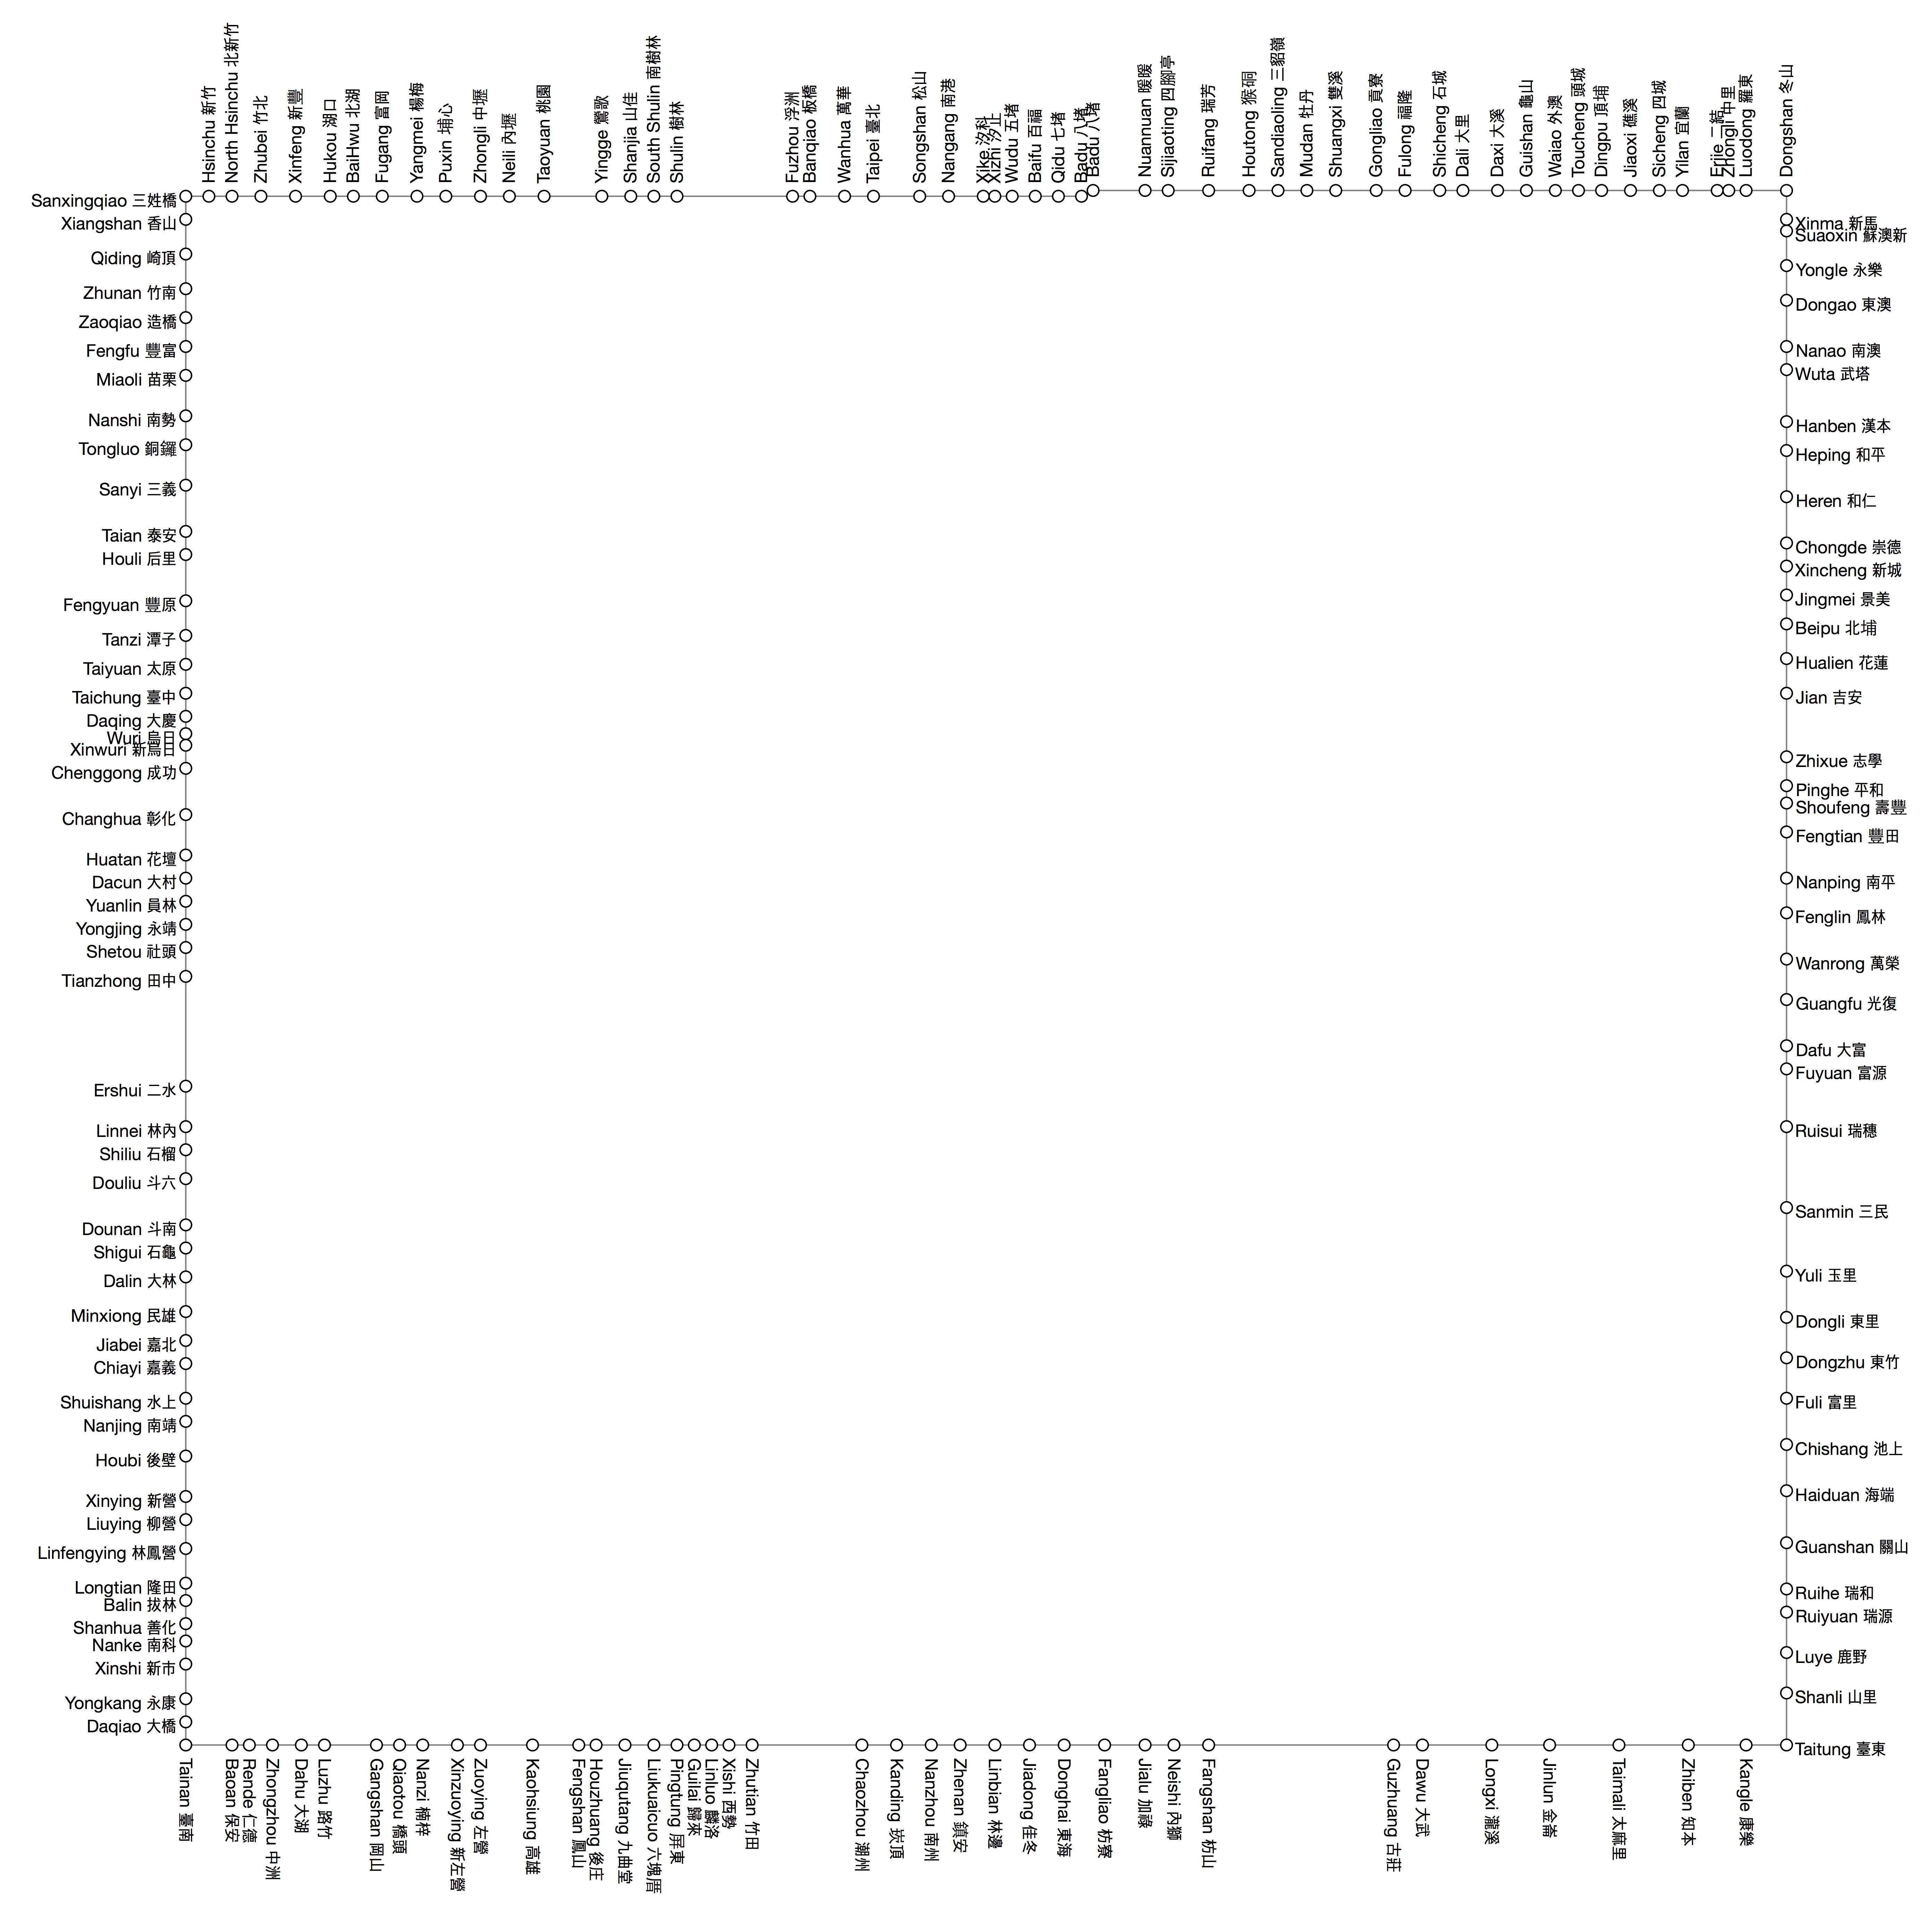 Hsinchu 新竹
North Hsinchu 北新竹
Zhubei 竹北
Xinfeng 新豐
Hukou 湖口
BaiHwu 北湖
Fugang 富岡
Yangmei 楊梅
Puxin 埔心
Zhongli 中壢
Neili 內壢
Taoyuan 桃園
Yingge 鶯歌
Shanjia 山佳
South Shulin 南樹林
Shulin 樹林
Fuzhou 浮洲
Banqiao 板橋
Wanhua 萬華
Taipei 臺北
Songshan 松山
Nangang 南港
Xike 汐科
Xizhi 汐止
Wudu 五堵
Baifu 百福
Qidu 七堵
Badu 八堵
Badu 八堵
Nuannuan 暖暖
Sijiaoting 四腳亭
Ruifang 瑞芳
Houtong 猴硐
Sandiaoling 三貂嶺
Mudan 牡丹
Shuangxi 雙溪
Gongliao 貢寮
Fulong 福隆
Shicheng 石城
Dali 大里
Daxi 大溪
Guishan 龜山
Waiao 外澳
Toucheng 頭城
Dingpu 頂埔
Jiaoxi 礁溪
Sicheng 四城
Yilan 宜蘭
Erjie 二結
Zhongli 中里
Luodong 羅東
Dongshan 冬山
Sanxingqiao 三姓橋
Xiangshan 香山
Qiding 崎頂
Zhunan 竹南
Zaoqiao 造橋
Fengfu 豐富
Miaoli 苗栗
Nanshi 南勢
Tongluo 銅鑼
Sanyi 三義
Taian 泰安
Houli 后里
Fengyuan 豐原
Tanzi 潭子
Taiyuan 太原
Taichung 臺中
Daqing 大慶
Wuri 烏日
Xinwuri 新烏日
Chenggong 成功
Changhua 彰化
Huatan 花壇
Dacun 大村
Yuanlin 員林
Yongjing 永靖
Shetou 社頭
Tianzhong 田中
Ershui 二水
Linnei 林內
Shiliu 石榴
Douliu 斗六
Dounan 斗南
Shigui 石龜
Dalin 大林
Minxiong 民雄
Jiabei 嘉北
Chiayi 嘉義
Shuishang 水上
Nanjing 南靖
Houbi 後壁
Xinying 新營
Liuying 柳營
Linfengying 林鳳營
Longtian 隆田
Balin 拔林
Shanhua 善化
Nanke 南科
Xinshi 新市
Yongkang 永康
Daqiao 大橋
Xinma 新馬
Suaoxin 蘇澳新
Yongle 永樂
Dongao 東澳
Nanao 南澳
Wuta 武塔
Hanben 漢本
Heping 和平
Heren 和仁
Chongde 崇德
Xincheng 新城
Jingmei 景美
Beipu 北埔
Hualien 花蓮
Jian 吉安
Zhixue 志學
Pinghe 平和
Shoufeng 壽豐
Fengtian 豐田
Nanping 南平
Fenglin 鳳林
Wanrong 萬榮
Guangfu 光復
Dafu 大富
Fuyuan 富源
Ruisui 瑞穗
Sanmin 三民
Yuli 玉里
Dongli 東里
Dongzhu 東竹
Fuli 富里
Chishang 池上
Haiduan 海端
Guanshan 關山
Ruihe 瑞和
Ruiyuan 瑞源
Luye 鹿野
Shanli 山里
Taitung 臺東
Tainan 臺南
Baoan 保安
Rende 仁德
Zhongzhou 中洲
Dahu 大湖
Luzhu 路竹
Gangshan 岡山
Qiaotou 橋頭
Nanzi 楠梓
Xinzuoying 新左營
Zuoying 左營
Kaohsiung 高雄
Fengshan 鳳山
Houzhuang 後庄
Jiuqutang 九曲堂
Liukuaicuo 六塊厝
Pingtung 屏東
Guilai 歸來
Linluo 麟洛
Xishi 西勢
Zhutian 竹田
Chaozhou 潮州
Kanding 崁頂
Nanzhou 南州
Zhenan 鎮安
Linbian 林邊
Jiadong 佳冬
Donghai 東海
Fangliao 枋寮
Jialu 加祿
Neishi 內獅
Fangshan 枋山
Guzhuang 古莊
Dawu 大武
Longxi 瀧溪
Jinlun 金崙
Taimali 太麻里
Zhiben 知本
Kangle 康樂